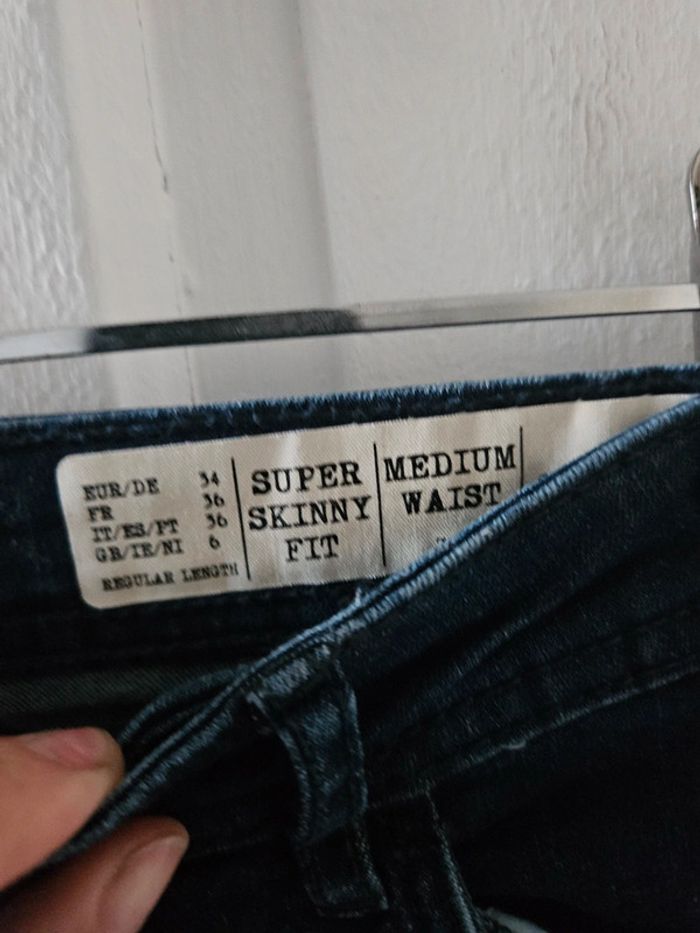 EUR/DE 34
FR 36
IT/ES/PT 36
GB/IE/NI 6
REGULAR LENGTH
SUPER
SKINNY
FIT
MEDIUM
WAIST